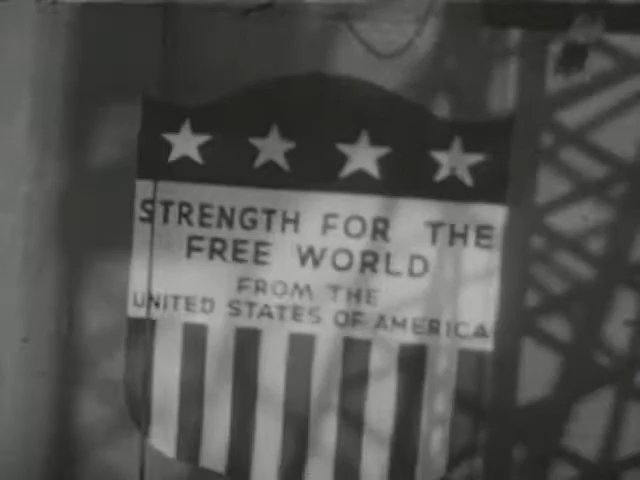 STRENGTH FOR THE
FREE WORLD
FROM THE
UNITED STATES OF AMERICA